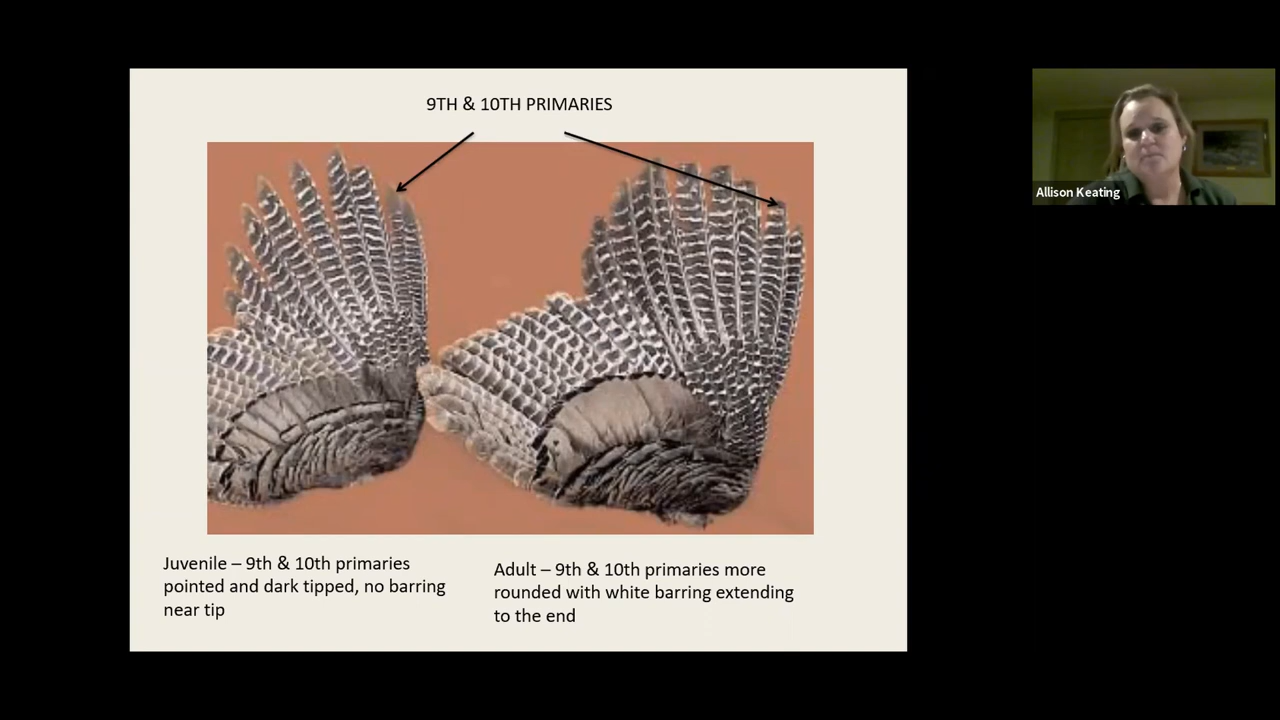 9TH & 10TH PRIMARIES
Allison Keating
Juvenile – 9th & 10th primaries
pointed and dark tipped, no barring
near tip
Adult – 9th & 10th primaries more
rounded with white barring extending
to the end